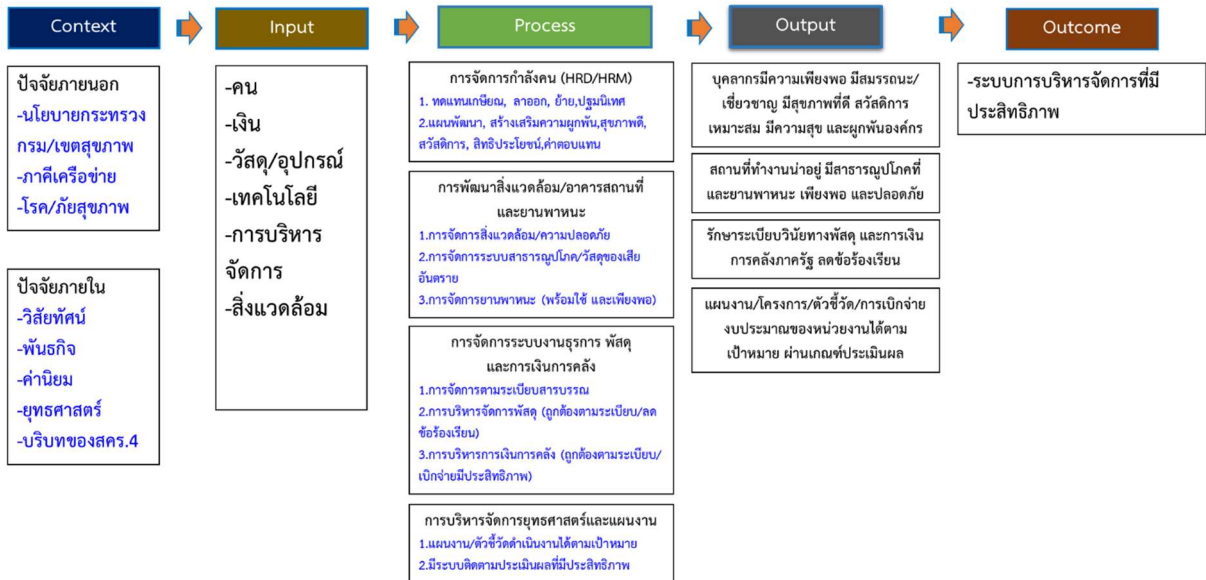 Context
Input
Process
Output
Outcome
ปัจจัยภายนอก
-นโยบายกระทรวง
กรม/เขตสุขภาพ
-ภาคีเครือข่าย
-โรค/ภัยสุขภาพ
ปัจจัยภายใน
-วิสัยทัศน์
-พันธกิจ
-ค่านิยม
-ยุทธศาสตร์
-บริบทของสคร.4
-คน
-เงิน
-วัสดุ/อุปกรณ์
-เทคโนโลยี
-การบริหาร
จัดการ
-สิ่งแวดล้อม
การจัดการกำลังคน (HRD/HRM)
1. ทดแทนเกษียณ, ลาออก, ย้าย,ปฐมนิเทศ
2.แผนพัฒนา, สร้างเสริมความผูกพัน,สุขภาพดี,
สวัสดิการ, สิทธิประโยชน์,ค่าตอบแทน
การพัฒนาสิ่งแวดล้อม/อาคารสถานที่
และยานพาหนะ
1.การจัดการสิ่งแวดล้อม/ความปลอดภัย
2.การจัดการระบบสาธารณูปโภค/วัสดุของเสีย
อันตราย
3.การจัดการยานพาหนะ (พร้อมใช้ และเพียงพอ)
การจัดการระบบงานธุรการ พัสดุ
และการเงินการคลัง
1.การจัดการตามระเบียบสารบรรณ
2.การบริหารจัดการพัสดุ (ถูกต้องตามระเบียบ/ลด
ข้อร้องเรียน)
3.การบริหารการเงินการคลัง (ถูกต้องตามระเบียบ/
เบิกจ่ายมีประสิทธิภาพ)
การบริหารจัดการยุทธศาสตร์และแผนงาน
1.แผนงาน/ตัวชี้วัดดำเนินงานได้ตามเป้าหมาย
2.มีระบบติดตามประเมินผลที่มีประสิทธิภาพ
บุคลากรมีความเพียงพอ มีสมรรถนะ/
เชี่ยวชาญ มีสุขภาพที่ดี สวัสดิการ
เหมาะสม มีความสุข และผูกพันองค์กร
สถานที่ทำงานน่าอยู่ มีสาธารณูปโภคที่
และยานพาหนะ เพียงพอ และปลอดภัย
รักษาระเบียบวินัยทางพัสดุ และการเงิน
การคลังภาครัฐ ลดข้อร้องเรียน
แผนงาน/โครงการ/ตัวชี้วัด/การเบิกจ่าย
งบประมาณของหน่วยงานได้ตาม
เป้าหมาย ผ่านเกณฑ์ประเมินผล
-ระบบการบริหารจัดการที่มี
ประสิทธิภาพ